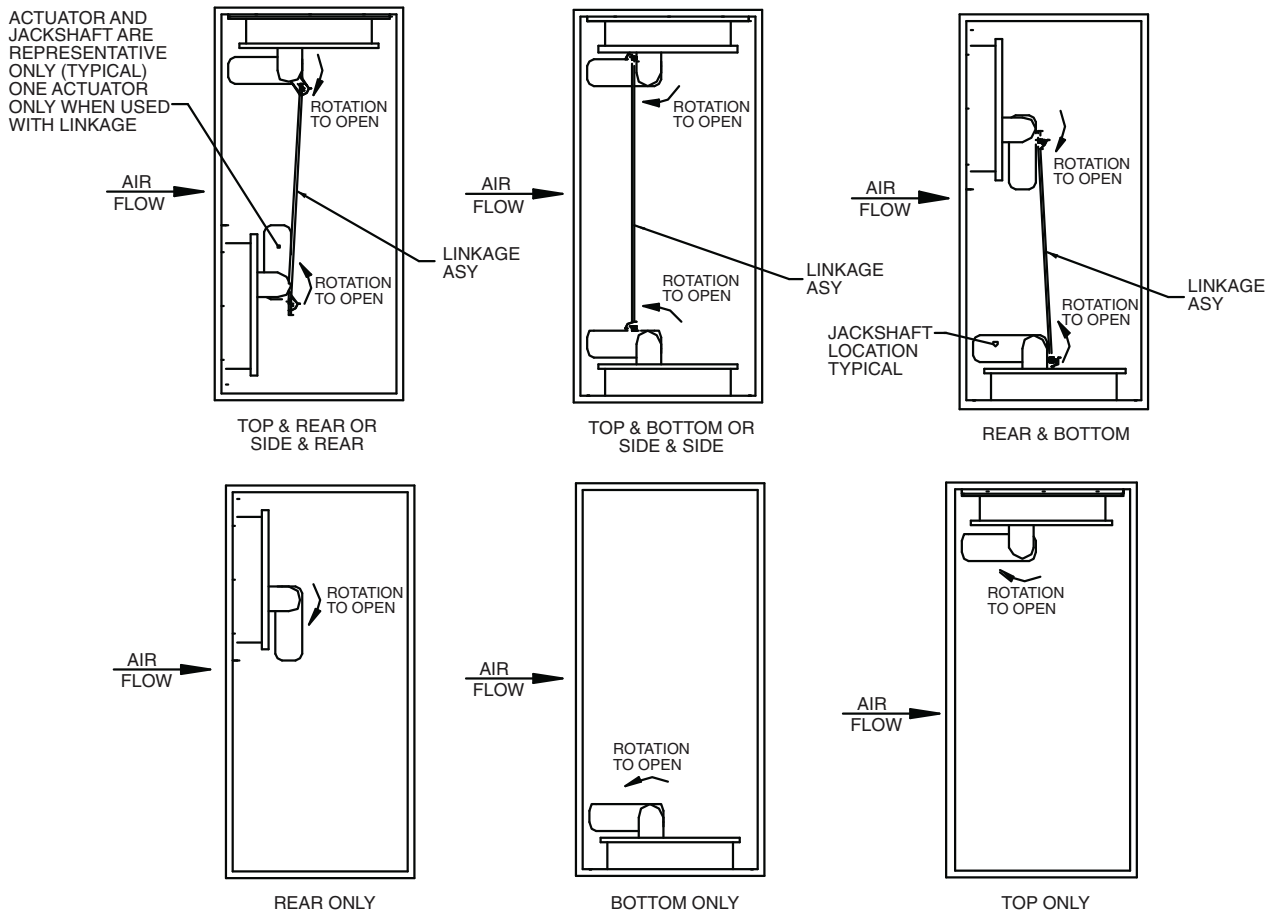 ACTUATOR AND
JACKSHAFT ARE
REPRESENTATIVE
ONLY (TYPICAL)
ONE ACTUATOR
ONLY WHEN USED
WITH LINKAGE
ROTATION
TO OPEN
AIR
FLOW
LINKAGE
ASY
ROTATION
TO OPEN
TOP & REAR OR
SIDE & REAR
ROTATION
TO OPEN
AIR
FLOW
LINKAGE
ASY
ROTATION
TO OPEN
TOP & BOTTOM OR
SIDE & SIDE
ROTATION
TO OPEN
AIR
FLOW
LINKAGE
ASY
ROTATION
TO OPEN
JACKSHAFT
LOCATION
TYPICAL
REAR & BOTTOM
ROTATION
TO OPEN
AIR
FLOW
REAR ONLY
AIR
FLOW
ROTATION
TO OPEN
BOTTOM ONLY
ROTATION
TO OPEN
AIR
FLOW
TOP ONLY